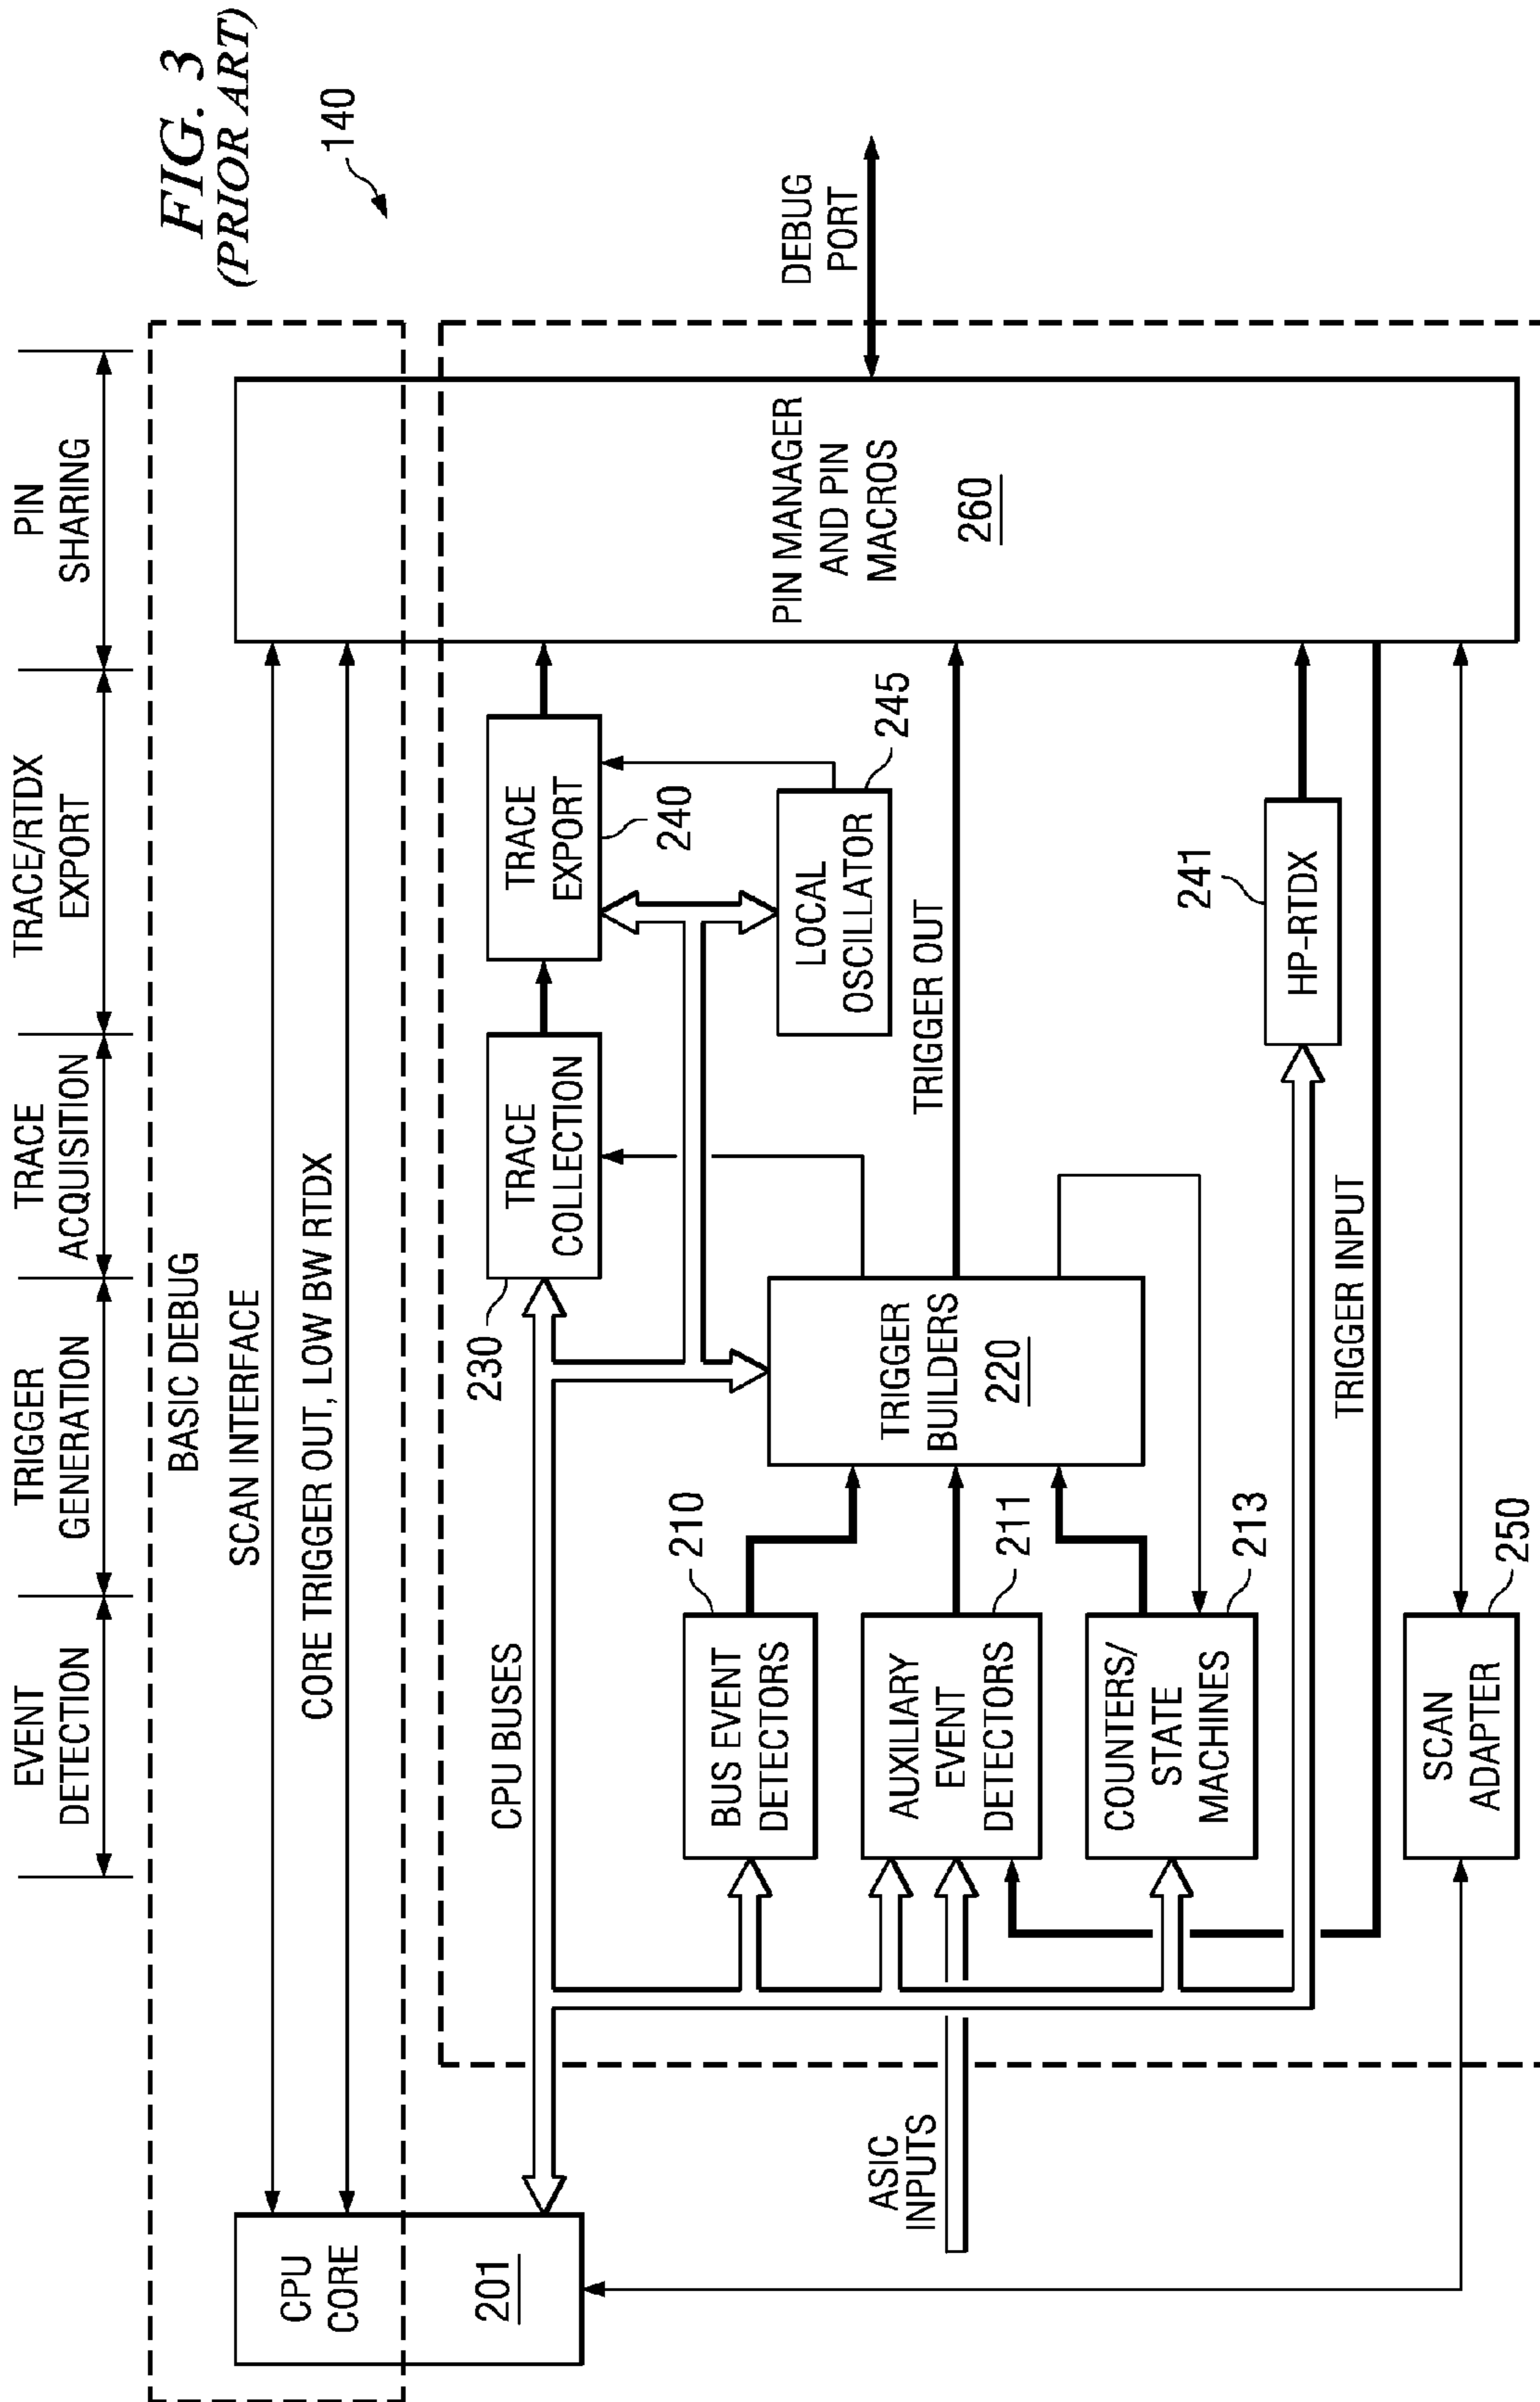 FIG. 3
(PRIOR ART)
140
EVENT
DETECTION
TRIGGER
GENERATION
TRACE
ACQUISITION
TRACE/RTDX
EXPORT
PIN
SHARING
BASIC DEBUG
SCAN INTERFACE
CORE TRIGGER OUT, LOW BW RTDX
CPU
CORE
201
CPU BUSES
230
TRACE
COLLECTION
TRACE
EXPORT
240
LOCAL
OSCILLATOR
245
BUS EVENT
DETECTORS
210
AUXILIARY
EVENT
DETECTORS
211
COUNTERS/
STATE
MACHINES
213
TRIGGER
BUILDERS
220
TRIGGER OUT
ASIC
INPUTS
241
HP-RTDX
TRIGGER INPUT
SCAN
ADAPTER
250
PIN MANAGER
AND PIN
MACROS
260
DEBUG
PORT